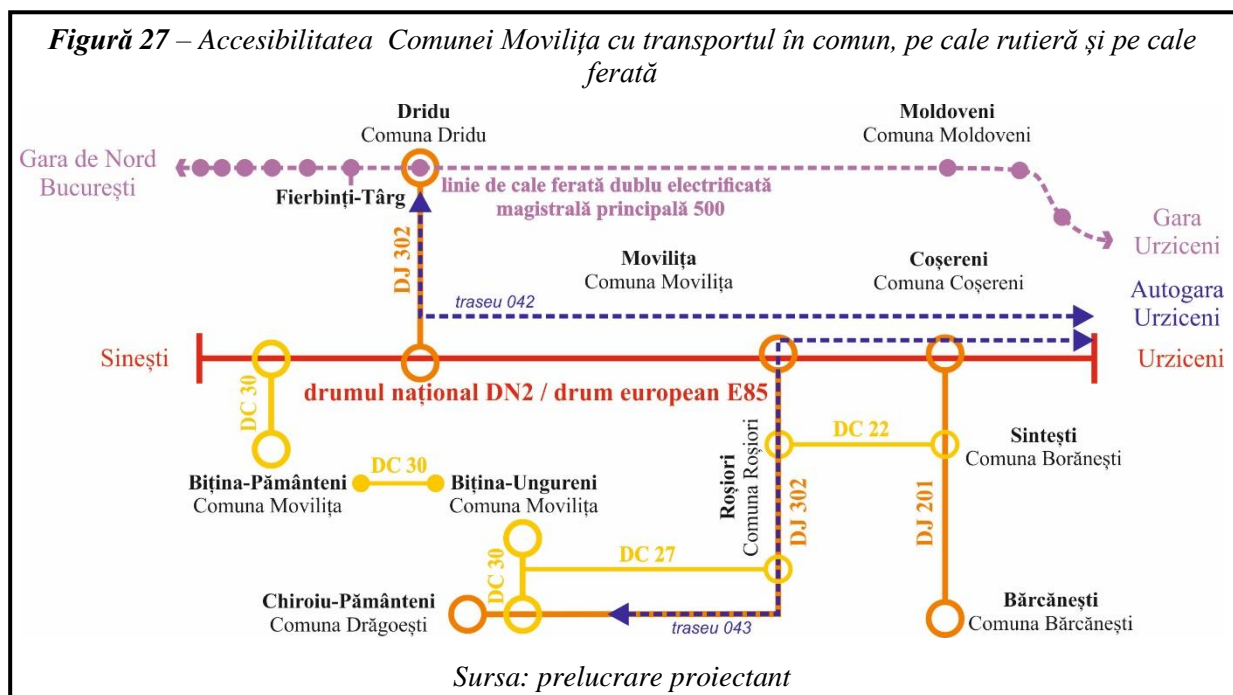 Figură 27 – Accesibilitatea Comunei Movilița cu transportul în comun, pe cale rutieră și pe cale
ferată
Dridu
Comuna Dridu
Moldoveni
Comuna Moldoveni
Gara de Nord
București
Fierbinți-Târg
linie de cale ferată dublu electrificată
magistrală principală 500
Gara
Urziceni
DJ 302
Movilița
Comuna Movilița
Coșereni
Comuna Coșereni
traseu 042
Autogara
Urziceni
Sinești
Urziceni
drumul național DN2 / drum european E85
DC 30
DC 22
Sintești
Comuna Borănești
Roșiori
Comuna Roșiori
DJ 302
DJ 201
Bițina-Pământeni
Comuna Movilița
DC 30
Bițina-Ungureni
Comuna Movilița
DC 27
DC 30
Chiroiu-Pământeni
Comuna Drăgoești
traseu 043
Bărcănești
Comuna Bărcănești
Sursa: prelucrare proiectant